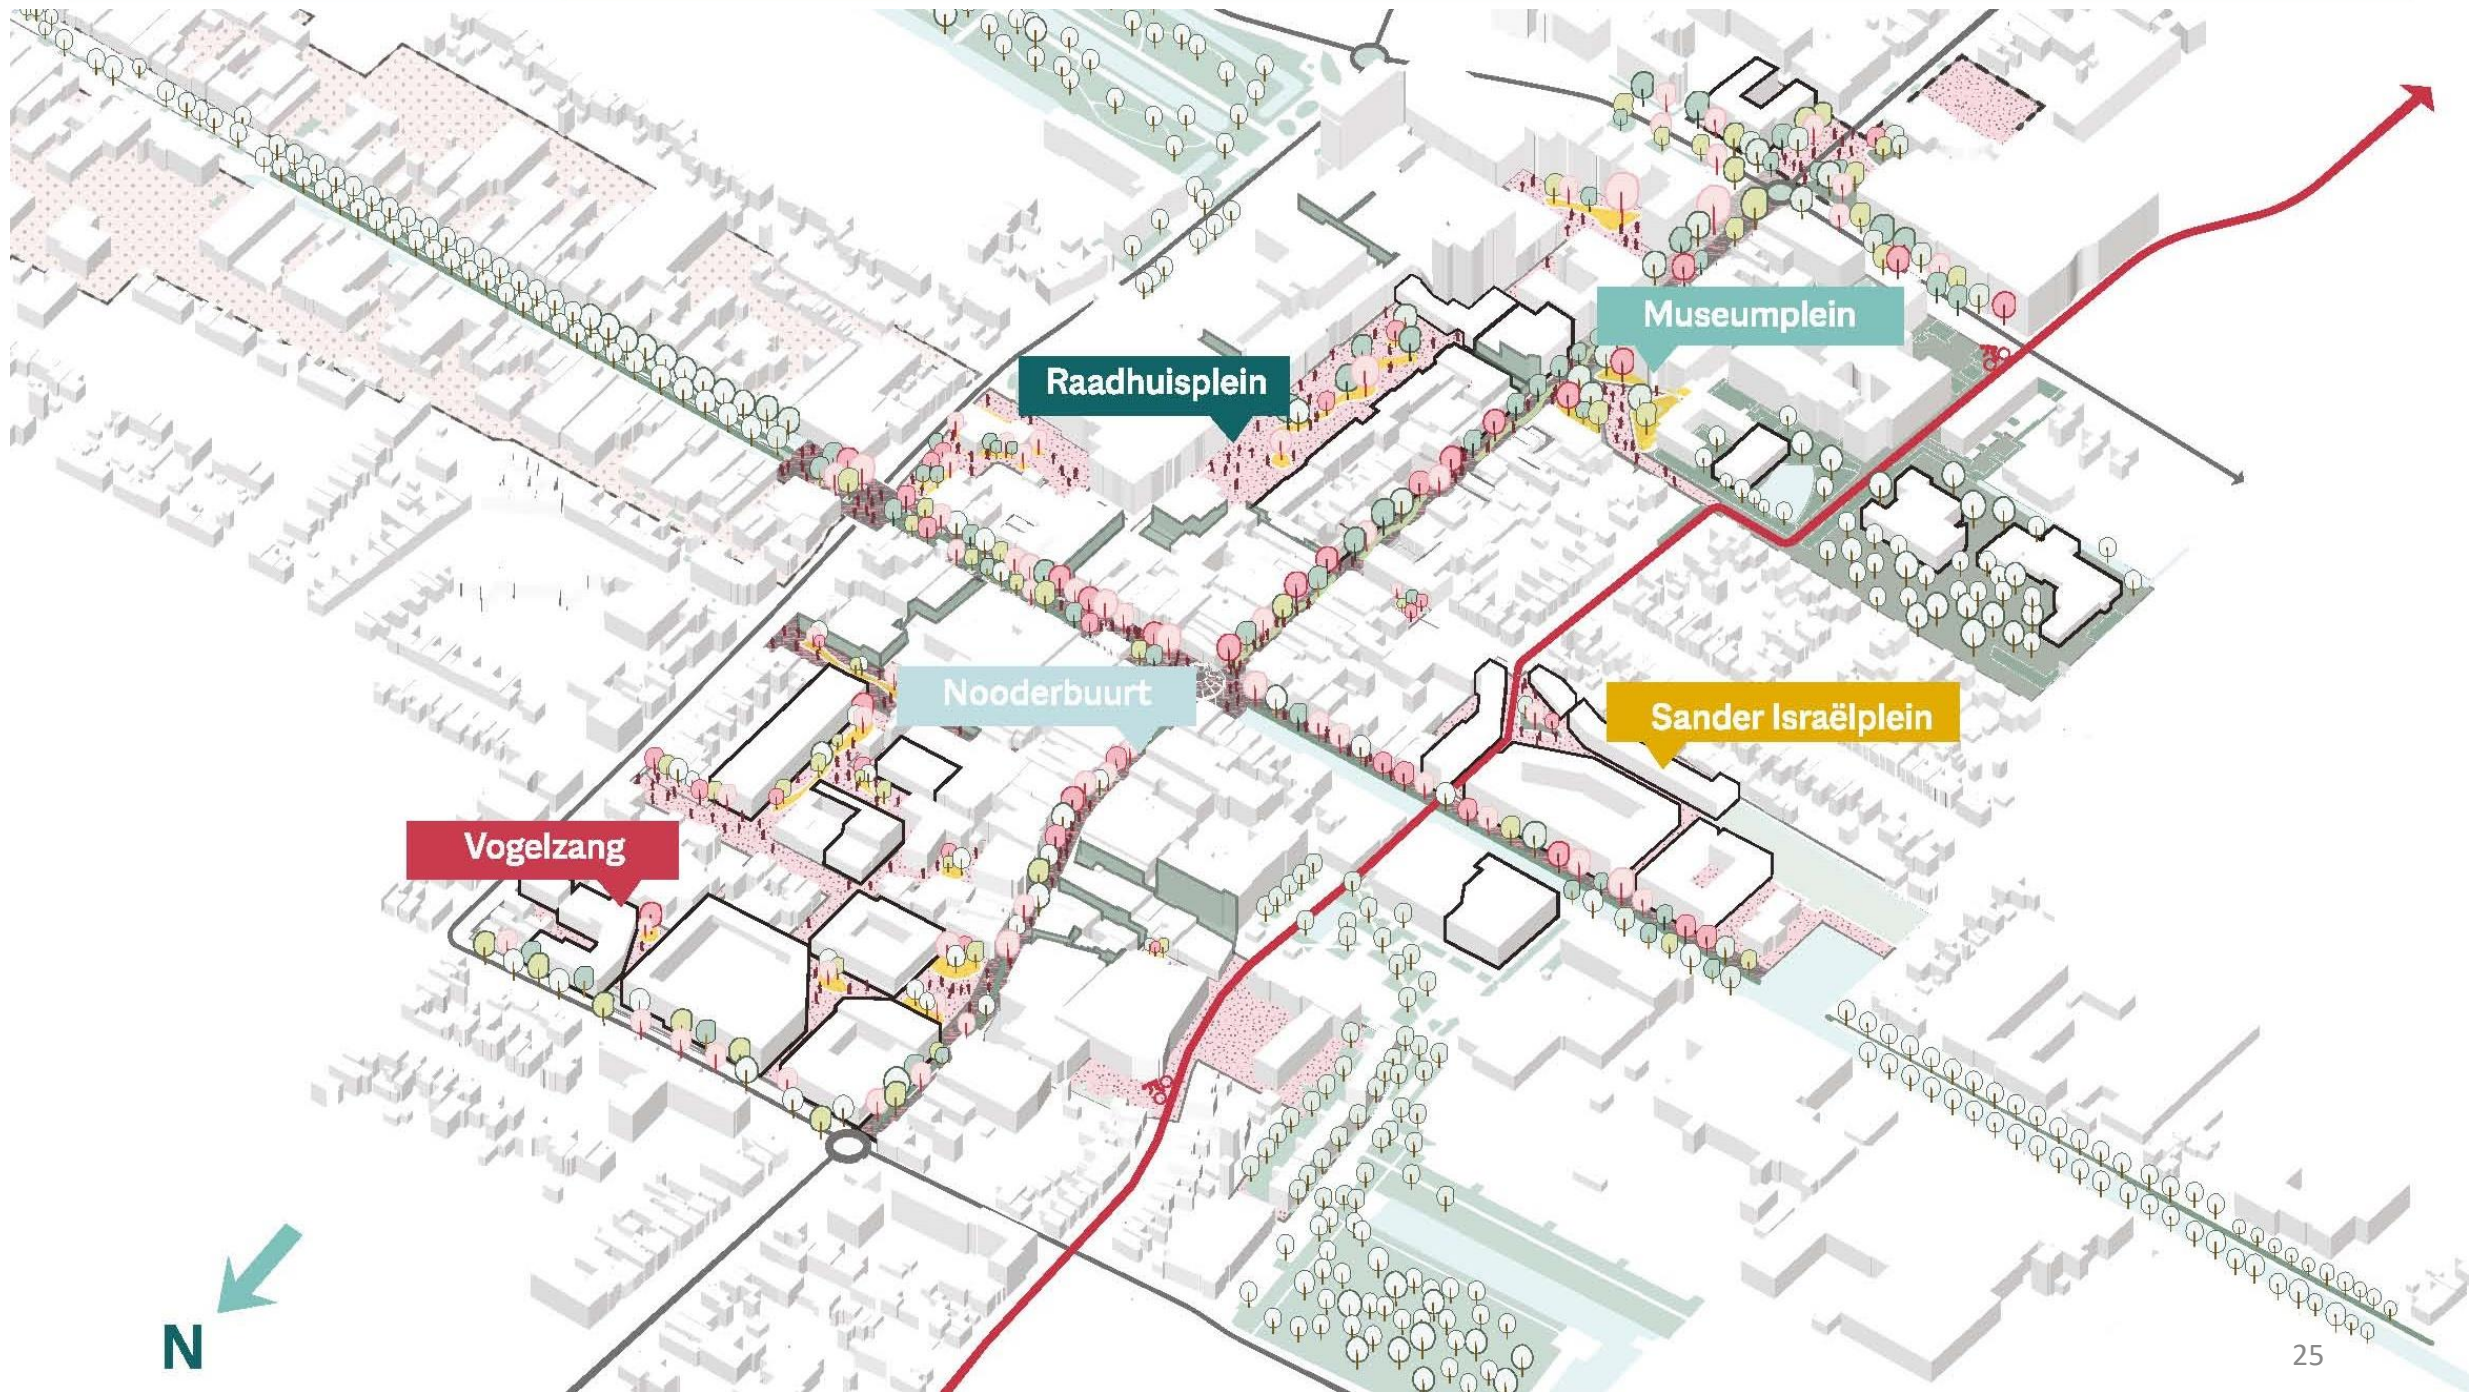 Museumplein
Raadhuisplein
Nooderbuurt
Sander Israëlplein
Vogelzang
N
25